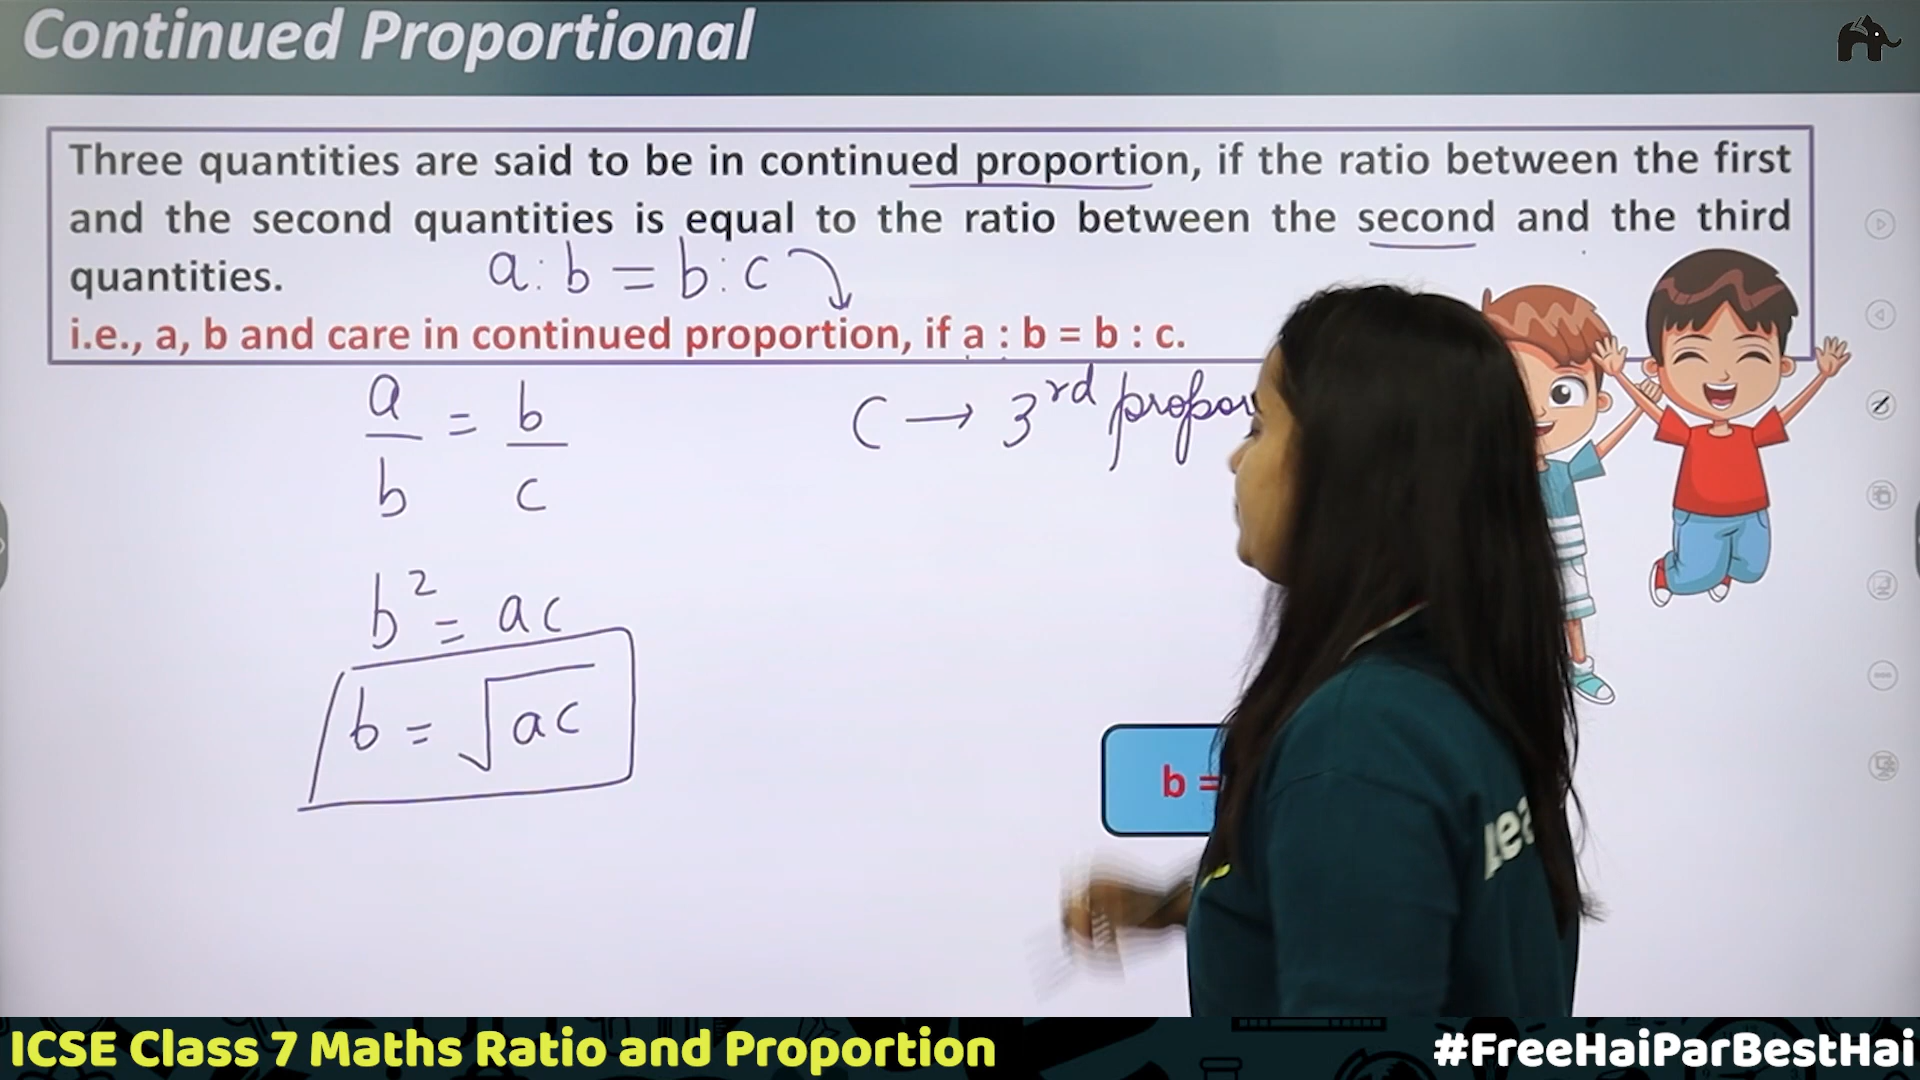 Continued Proportional
Three quantities are said to be in continued proportion, if the ratio between the first
and the second quantities is equal to the ratio between the second and the third
quantities.
a : b = b : c
i.e., a, b and care in continued proportion, if a : b = b : c.
a/b = b/c
C → 3rd propor
b² = ac
b = √ac
b =
Lea
ICSE Class 7 Maths Ratio and Proportion
#FreeHaiParBestHai